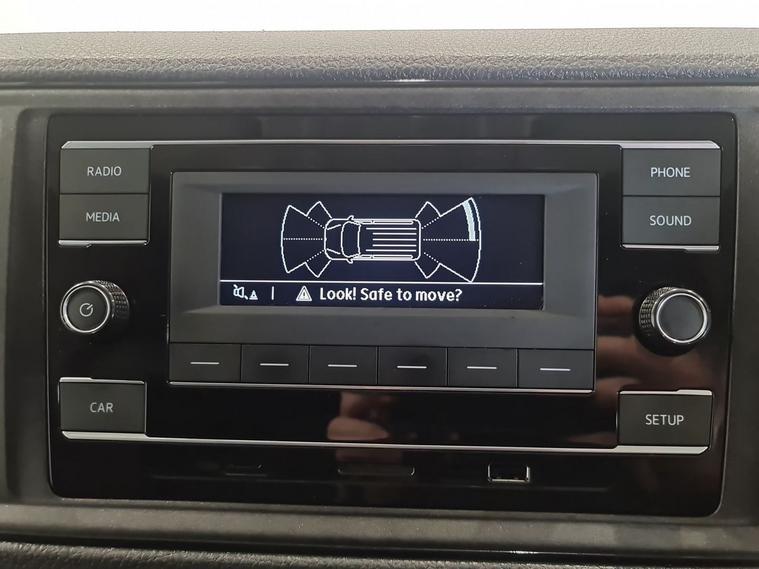 RADIO
PHONE
MEDIA
SOUND
Look! Safe to move?
CAR
SETUP